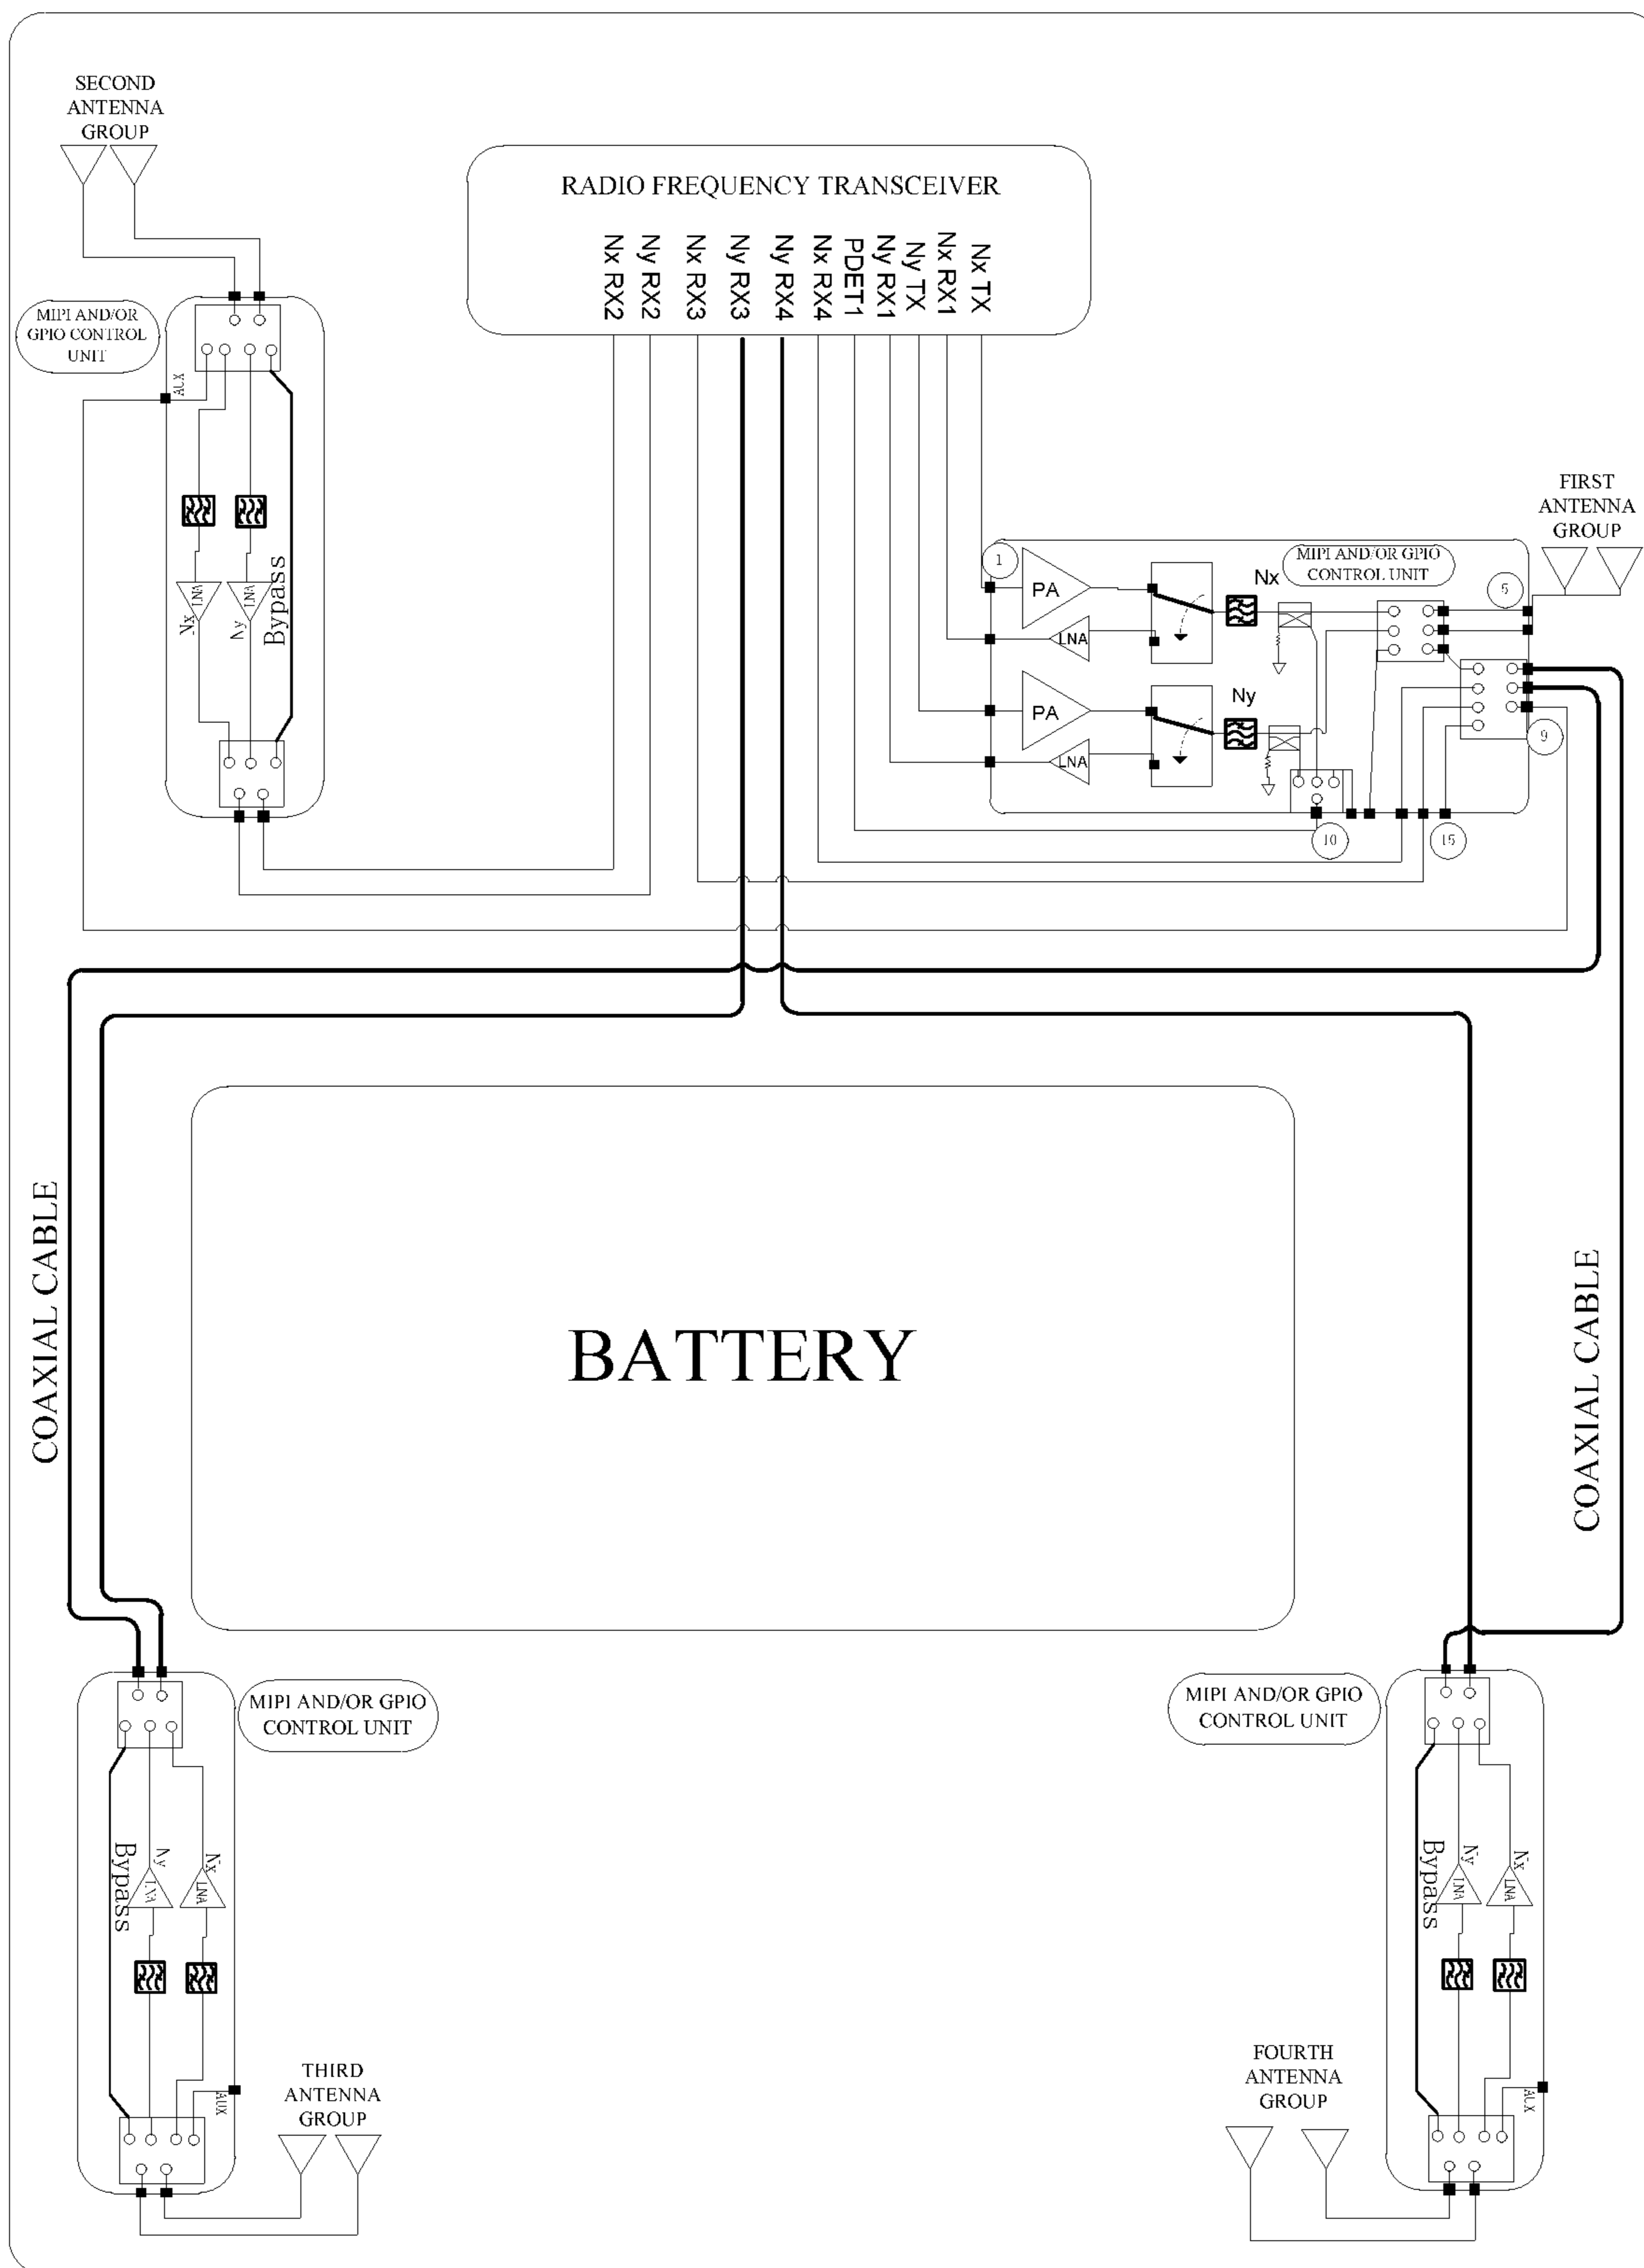 SECOND
ANTENNA
GROUP
RADIO FREQUENCY TRANSCEIVER
Nx RX2
Ny RX2
Nx RX3
Ny RX3
Ny RX4
Nx RX4
PDET1
Ny RX1
Ny TX
Nx RX1
Nx TX
MIPI AND/OR
GPIO CONTROL
UNIT
AUX
LNA
LNA
Nx
Ny
Bypass
FIRST
ANTENNA
GROUP
1
PA
LNA
Nx
MIPI AND/OR GPIO
CONTROL UNIT
5
PA
LNA
Ny
9
10
15
COAXIAL CABLE
BATTERY
COAXIAL CABLE
MIPI AND/OR GPIO
CONTROL UNIT
Bypass
Ny
LNA
Nx
LNA
AUX
THIRD
ANTENNA
GROUP
MIPI AND/OR GPIO
CONTROL UNIT
Bypass
Ny
LNA
Nx
LNA
AUX
FOURTH
ANTENNA
GROUP